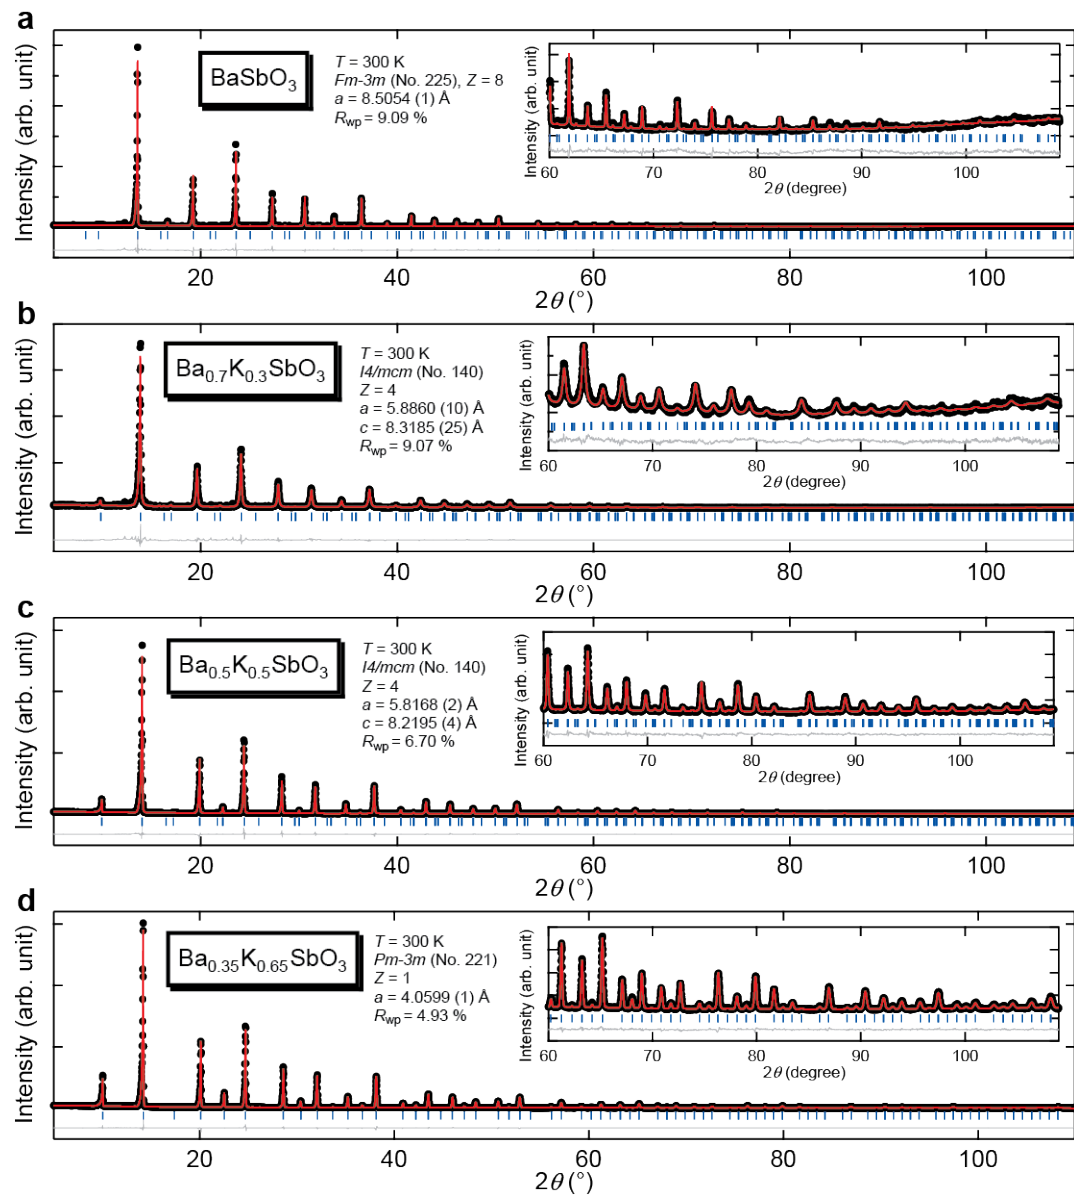 a
Intensity (arb. unit)
BaSbO₃
T = 300 K
Fm-3m (No. 225), Z = 8
a = 8.5054 (1) Å
Rwp = 9.09 %
Intensity (arb. unit)
60 70 80 90 100
2θ (degree)
20 40 60 80 100
2θ (°)
b
Intensity (arb. unit)
Ba₀.₇K₀.₃SbO₃
T = 300 K
I4/mcm (No. 140)
Z = 4
a = 5.8860 (10) Å
c = 8.3185 (25) Å
Rwp = 9.07 %
Intensity (arb. unit)
60 70 80 90 100
2θ (degree)
20 40 60 80 100
2θ (°)
c
Intensity (arb. unit)
Ba₀.₅K₀.₅SbO₃
T = 300 K
I4/mcm (No. 140)
Z = 4
a = 5.8168 (2) Å
c = 8.2195 (4) Å
Rwp = 6.70 %
Intensity (arb. unit)
60 70 80 90 100
2θ (degree)
20 40 60 80 100
2θ (°)
d
Intensity (arb. unit)
Ba₀.₃₅K₀.₆₅SbO₃
T = 300 K
Pm-3m (No. 221)
Z = 1
a = 4.0599 (1) Å
Rwp = 4.93 %
Intensity (arb. unit)
60 70 80 90 100
2θ (degree)
20 40 60 80 100
2θ (°)